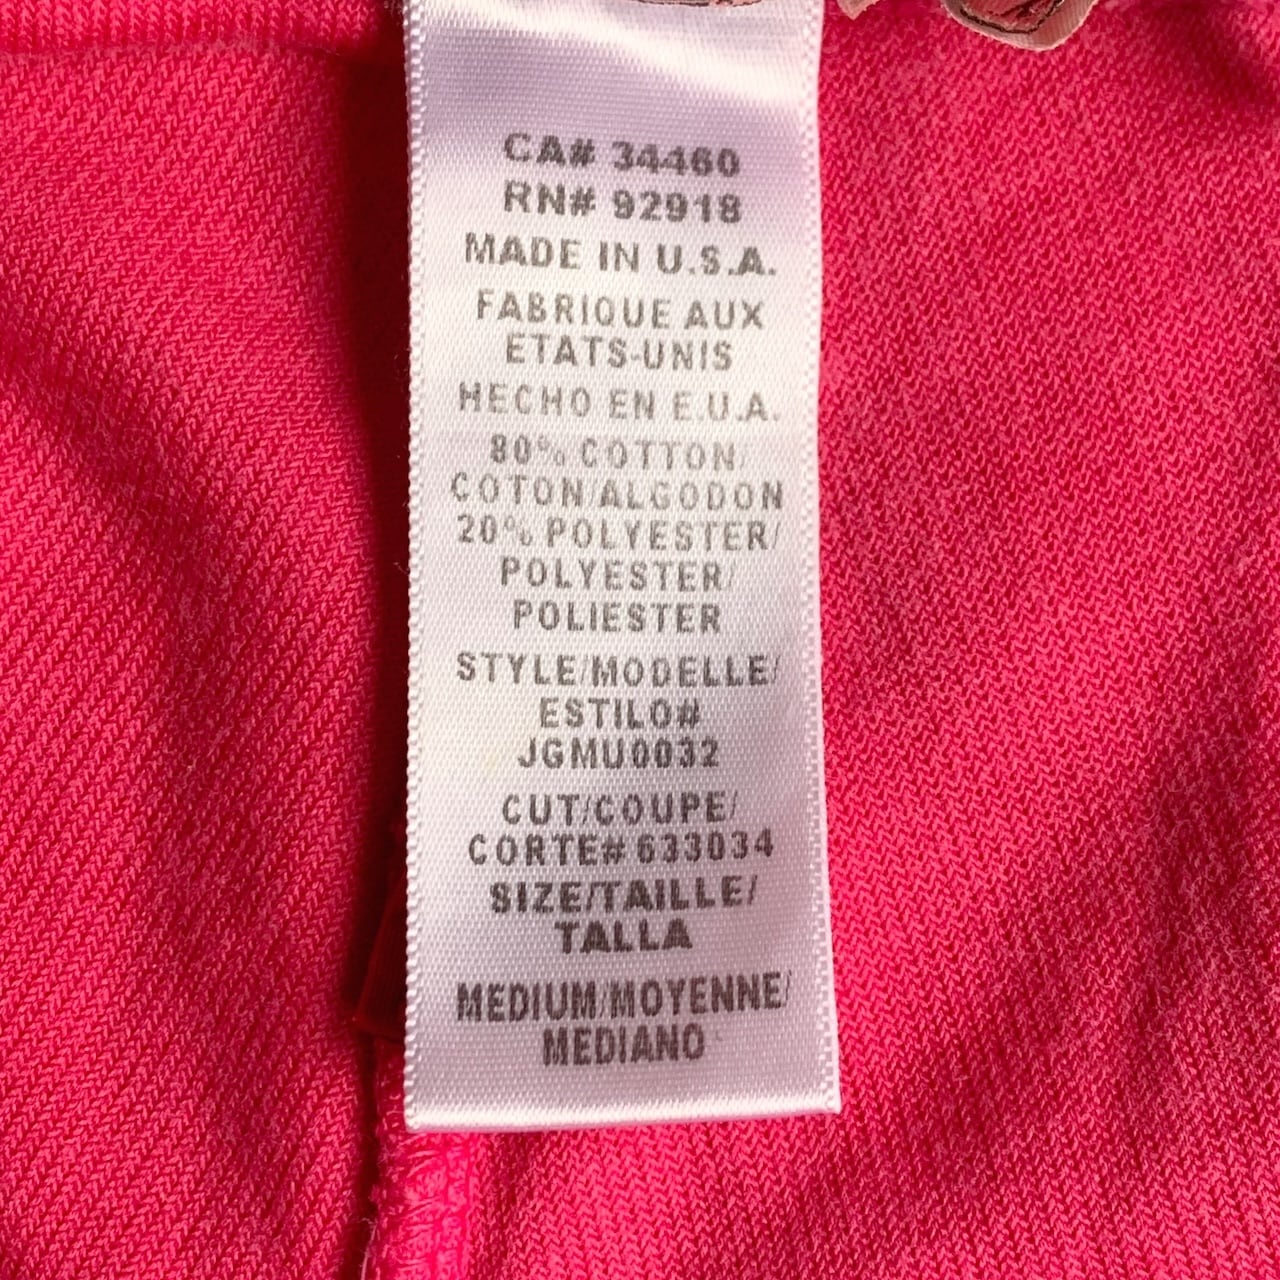 CA# 34460
RN# 92918
MADE IN U.S.A.
FABRIQUE AUX
ETATS-UNIS
HECHO EN E.U.A.
80% COTTON/
COTON/ALGODON
20% POLYESTER/
POLYESTER/
POLIESTER
STYLE/MODELLE/
ESTILO#
JGMU0032
CUT/COUPE/
CORTE# 633034
SIZE/TAILLE/
TALLA
MEDIUM/MOYENNE/
MEDIANO